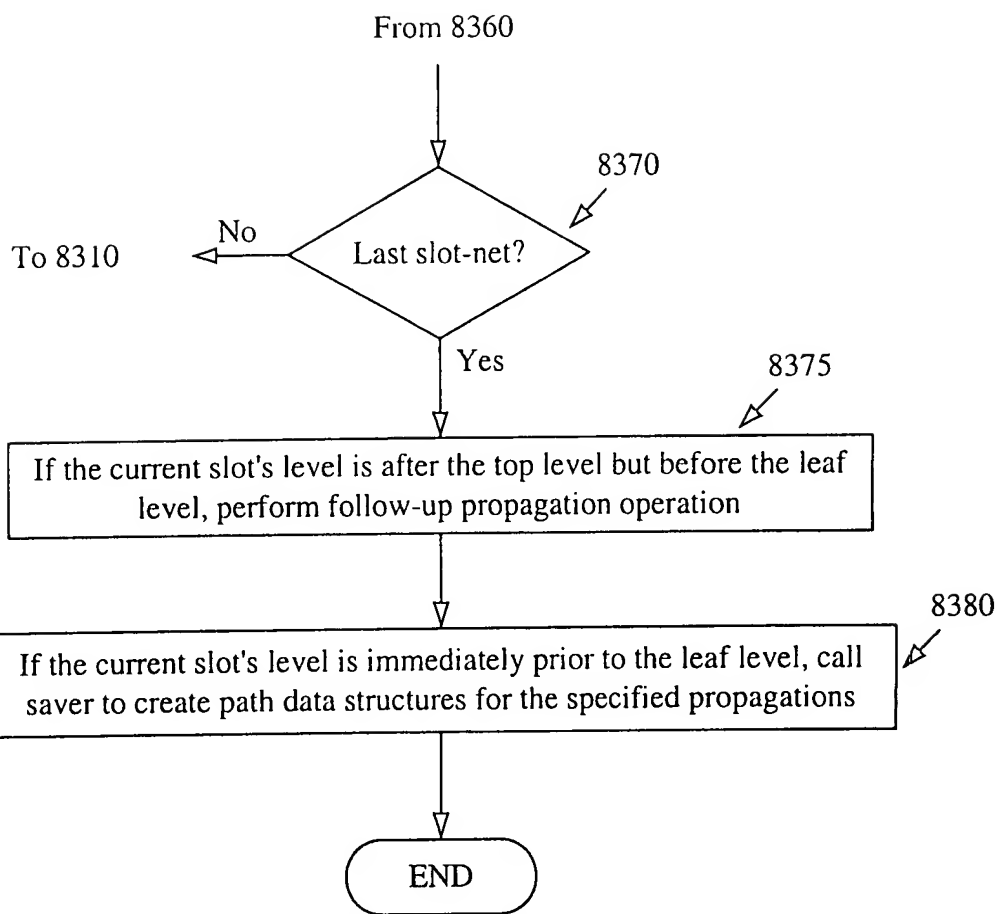 From 8360
8370
No
To 8310
Last slot-net?
Yes
8375
If the current slot's level is after the top level but before the leaf
level, perform follow-up propagation operation
8380
If the current slot's level is immediately prior to the leaf level, call
saver to create path data structures for the specified propagations
END